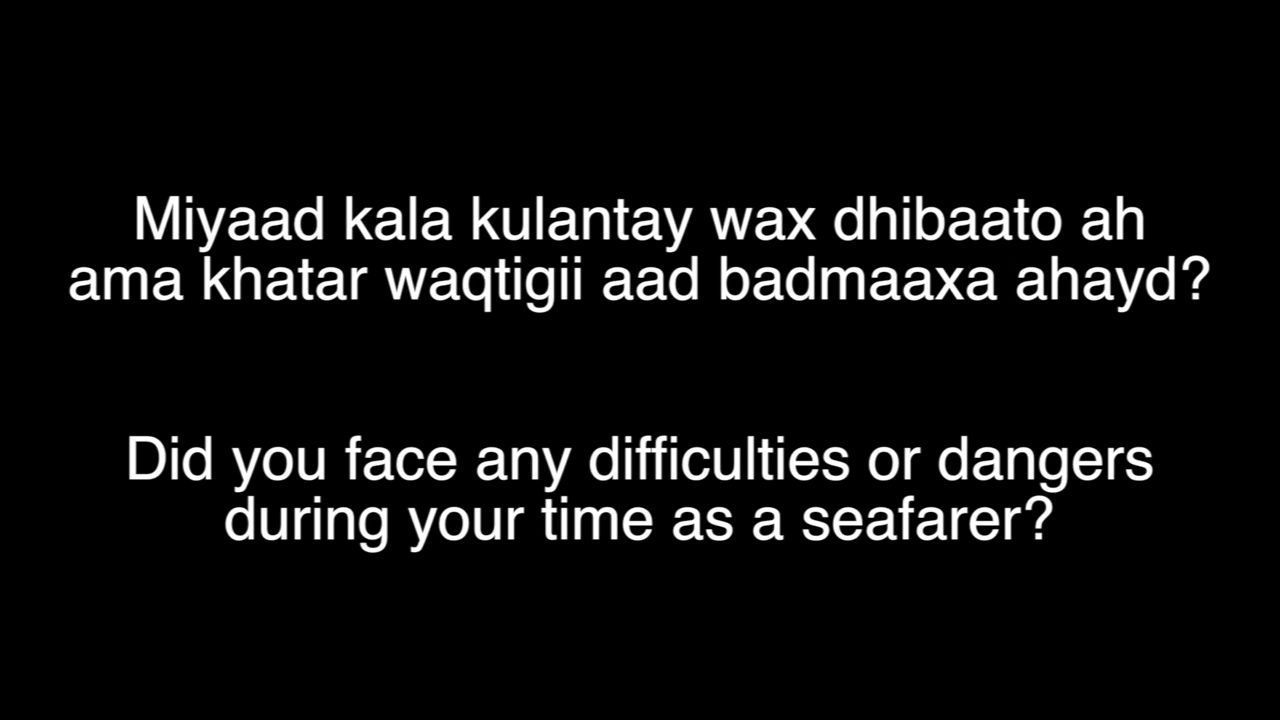 Miyaad kala kulantay wax dhibaato ah
ama khatar waqtigii aad badmaaxa ahayd?
Did you face any difficulties or dangers
during your time as a seafarer?